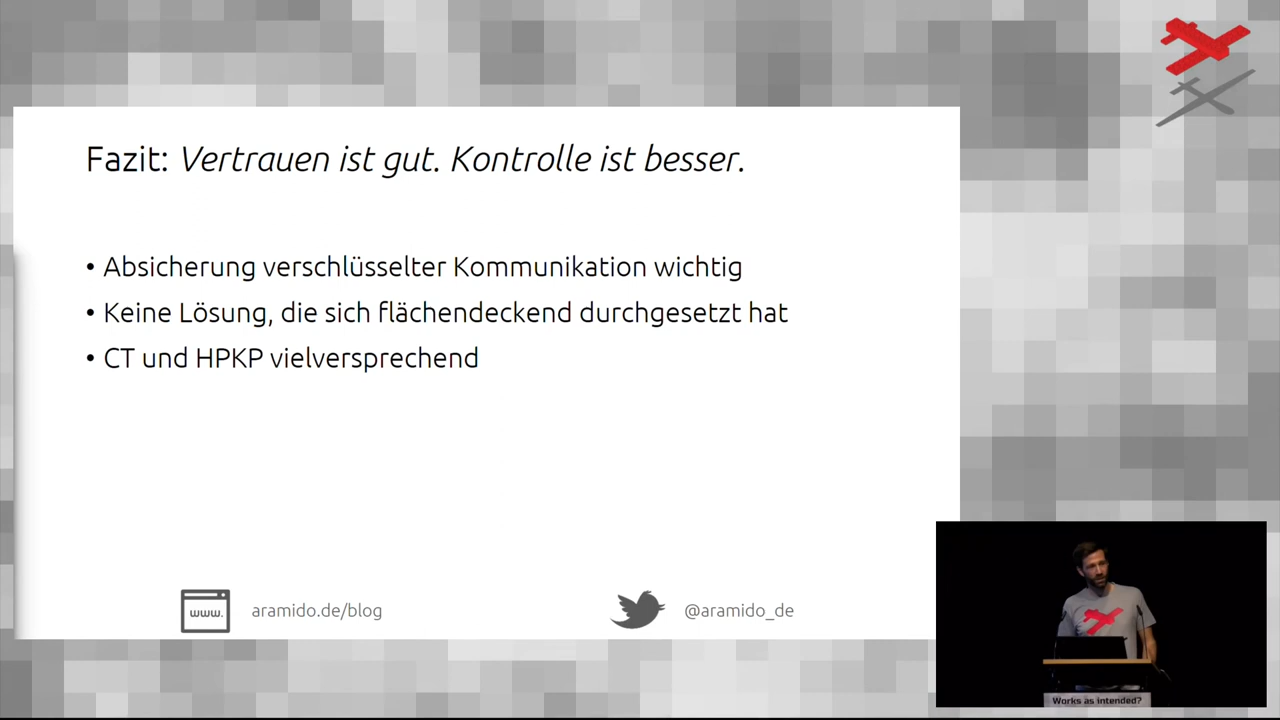 Fazit: Vertrauen ist gut. Kontrolle ist besser.
• Absicherung verschlüsselter Kommunikation wichtig
• Keine Lösung, die sich flächendeckend durchgesetzt hat
• CT und HPKP vielversprechend
www.
aramido.de/blog
@aramido_de
Works as intended?